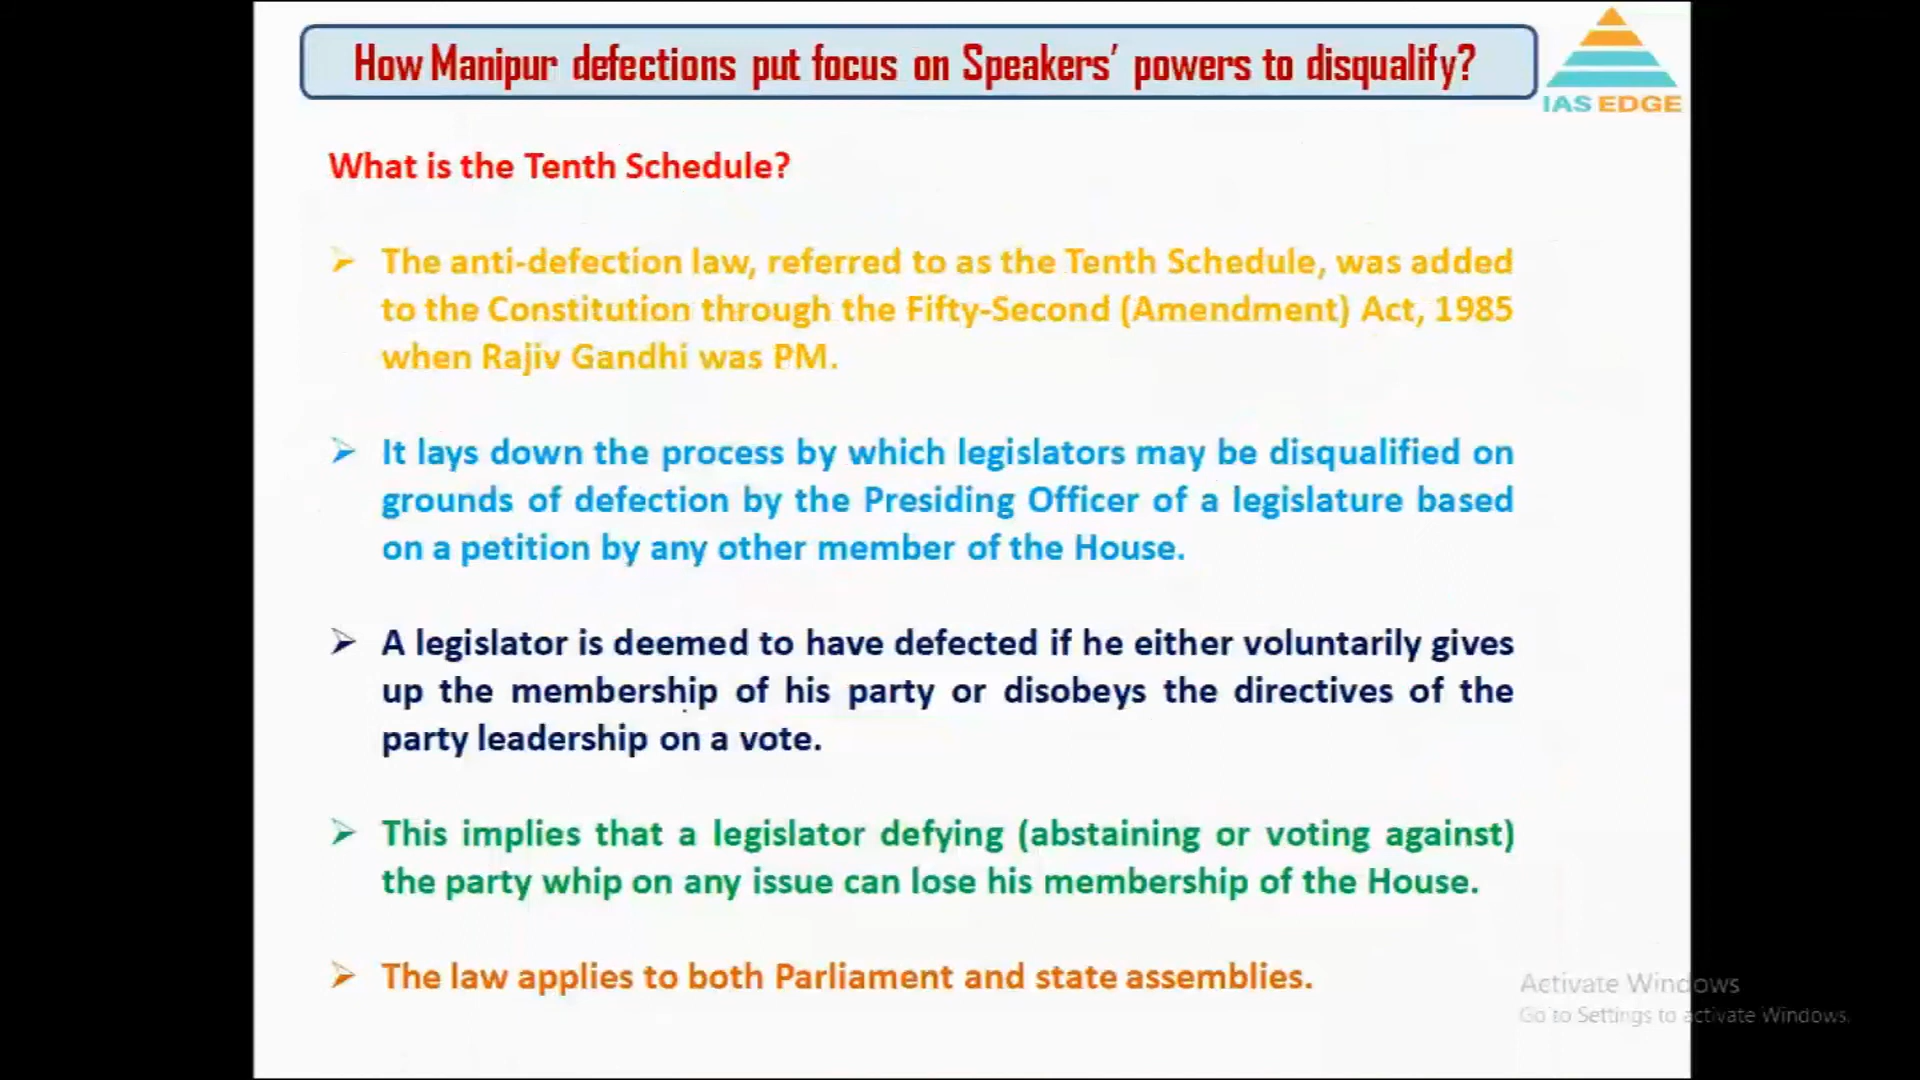 How Manipur defections put focus on Speakers' powers to disqualify?
IAS EDGE
What is the Tenth Schedule?
➢ The anti-defection law, referred to as the Tenth Schedule, was added
to the Constitution through the Fifty-Second (Amendment) Act, 1985
when Rajiv Gandhi was PM.
➢ It lays down the process by which legislators may be disqualified on
grounds of defection by the Presiding Officer of a legislature based
on a petition by any other member of the House.
➢ A legislator is deemed to have defected if he either voluntarily gives
up the membership of his party or disobeys the directives of the
party leadership on a vote.
➢ This implies that a legislator defying (abstaining or voting against)
the party whip on any issue can lose his membership of the House.
➢ The law applies to both Parliament and state assemblies.
Activate Windows
Go to Settings to activate Windows.